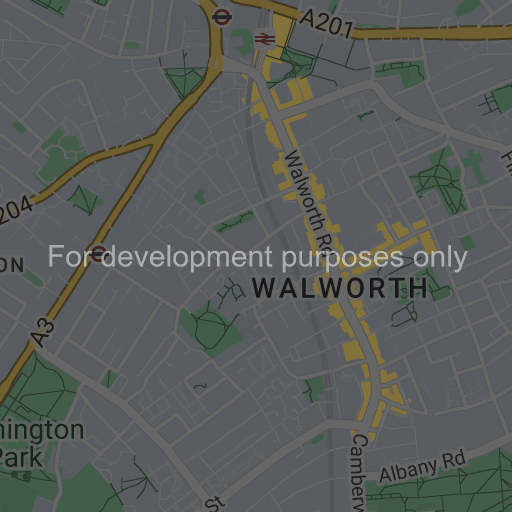 A201
Walworth Rd
204
ON
For development purposes only
WALWORTH
S
A3
nington
Park
Camberw
Albany Rd
St